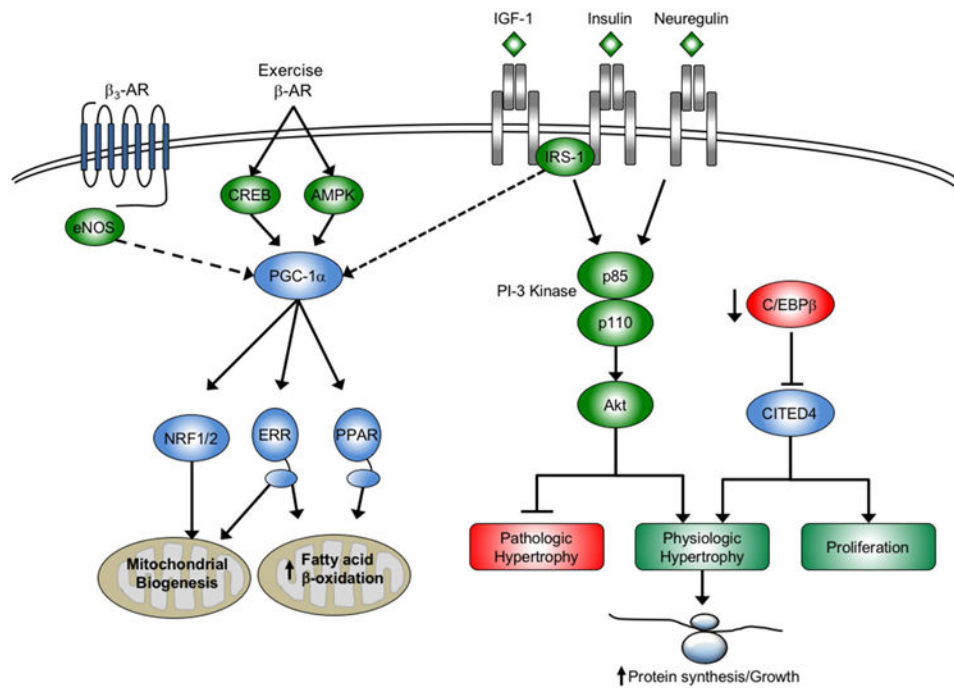 IGF-1
Insulin
Neuregulin
Exercise
β-AR
β₃-AR
IRS-1
CREB
AMPK
eNOS
PGC-1α
p85
PI-3 Kinase
p110
C/EBPβ
Akt
CITED4
NRF1/2
ERR
PPAR
Pathologic
Hypertrophy
Physiologic
Hypertrophy
Proliferation
Mitochondrial
Biogenesis
Fatty acid
β-oxidation
Protein synthesis/Growth